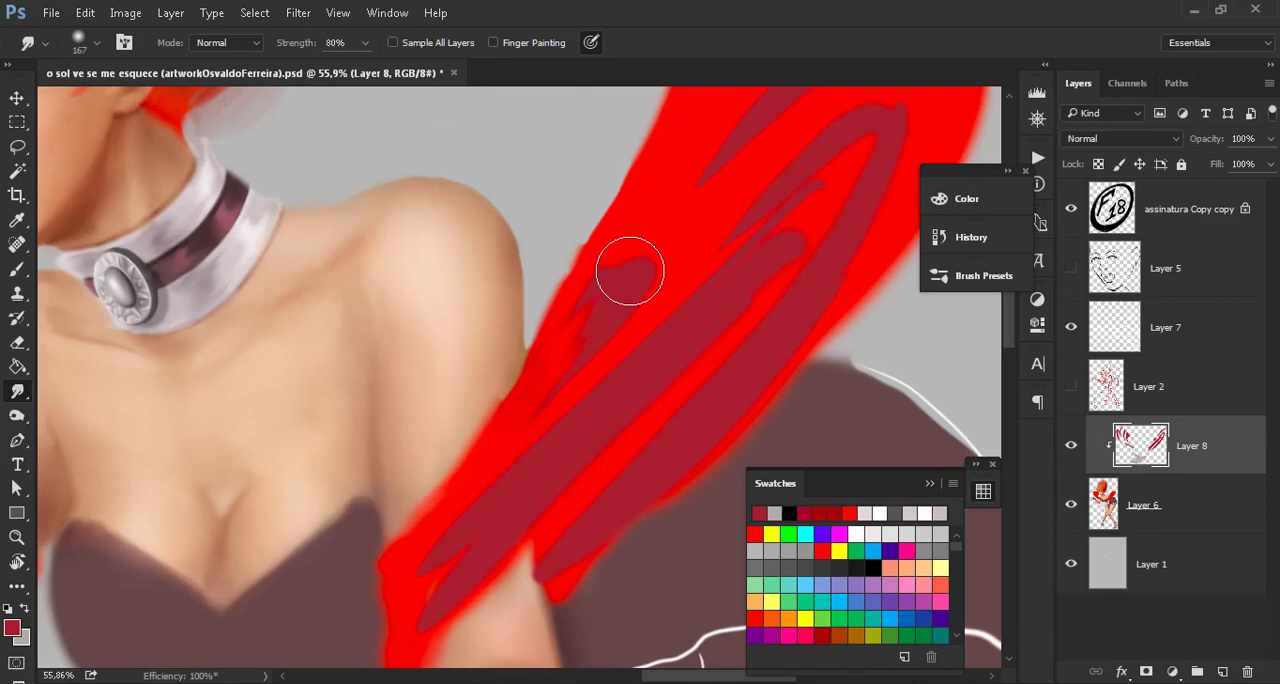 Ps File Edit Image Layer Type Select Filter View Window Help
167 Mode: Normal Strength: 80% Sample All Layers Finger Painting Essentials
o sol ve se me esquece (artworkOsvaldoFerreira).psd @ 55,9% (Layer 8, RGB/8#) *
Layers Channels Paths
Kind
Normal Opacity: 100%
Lock: Fill: 100%
F18
assinatura Copy copy
Layer 5
Layer 7
Layer 2
Layer 8
Layer 6
Layer 1
Color
History
Brush Presets
Swatches
55,86% Efficiency: 100%*